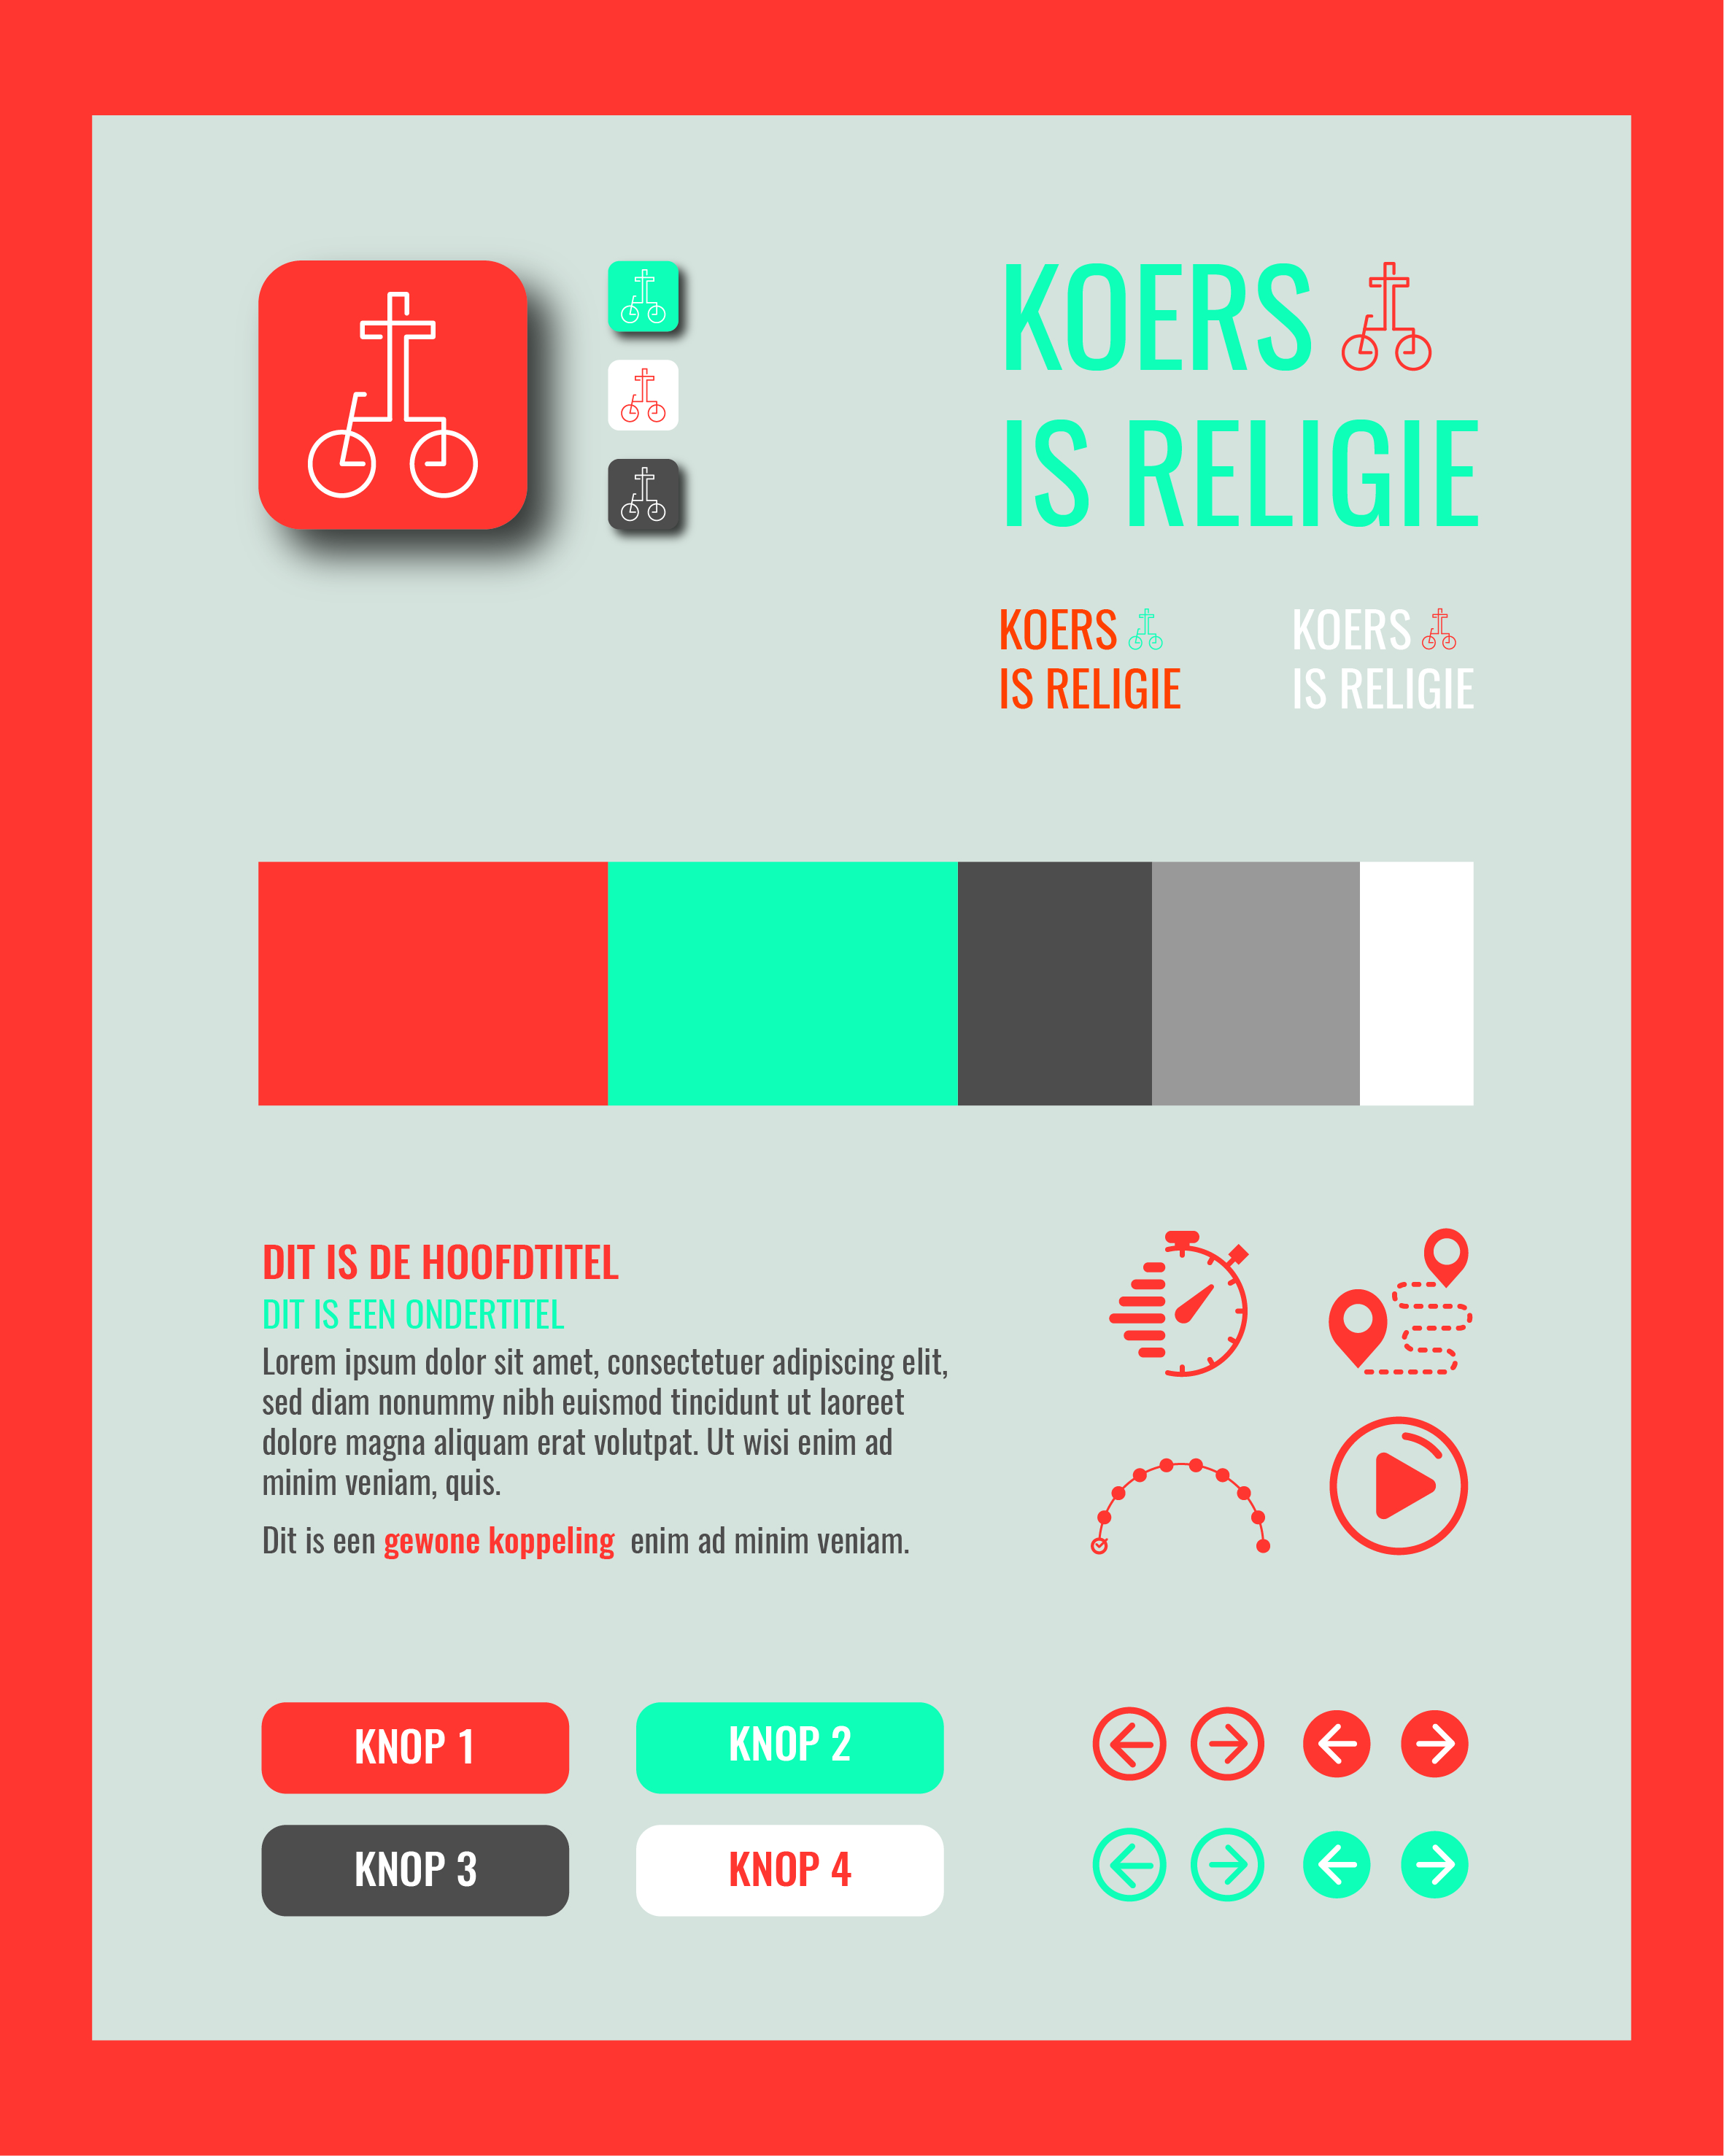 KOERS
IS RELIGIE
KOERS
IS RELIGIE
KOERS
IS RELIGIE
DIT IS DE HOOFDTITEL
DIT IS EEN ONDERTITEL
Lorem ipsum dolor sit amet, consectetuer adipiscing elit,
sed diam nonummy nibh euismod tincidunt ut laoreet
dolore magna aliquam erat volutpat. Ut wisi enim ad
minim veniam, quis.
Dit is een gewone koppeling enim ad minim veniam.
KNOP 1
KNOP 2
KNOP 3
KNOP 4